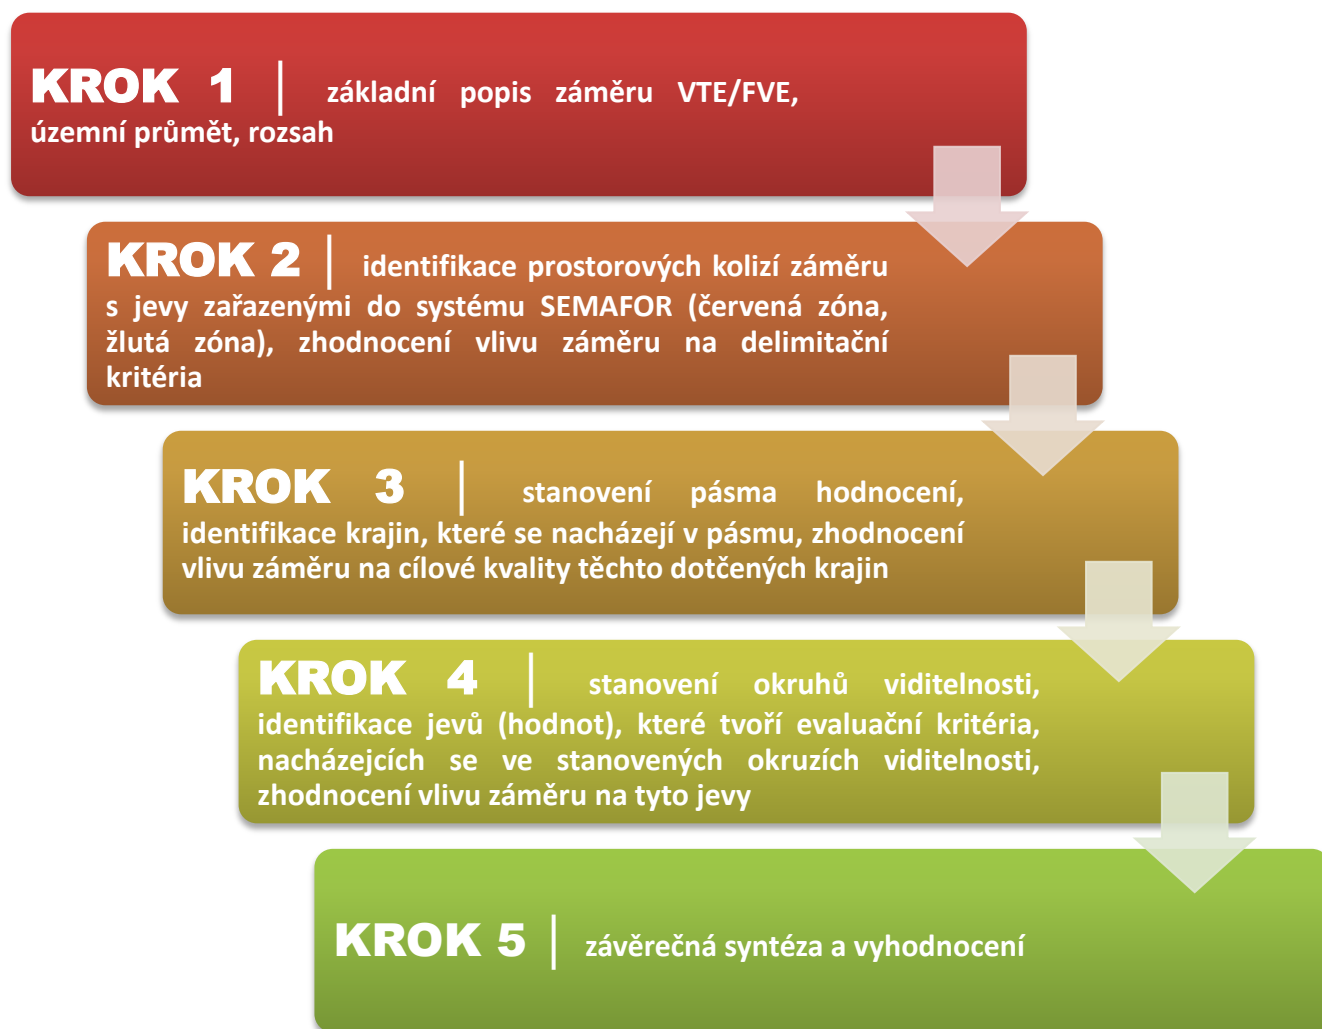 KROK 1 | základní popis záměru VTE/FVE,
územní průmět, rozsah
KROK 2 | identifikace prostorových kolizí záměru
s jevy zařazenými do systému SEMAFOR (červená zóna,
žlutá zóna), zhodnocení vlivu záměru na delimitační
kritéria
KROK 3 | stanovení pásma hodnocení,
identifikace krajin, které se nacházejí v pásmu, zhodnocení
vlivu záměru na cílové kvality těchto dotčených krajin
KROK 4 | stanovení okruhů viditelnosti,
identifikace jevů (hodnot), které tvoří evaluační kritéria,
nacházejcích se ve stanovených okruzích viditelnosti,
zhodnocení vlivu záměru na tyto jevy
KROK 5 | závěrečná syntéza a vyhodnocení